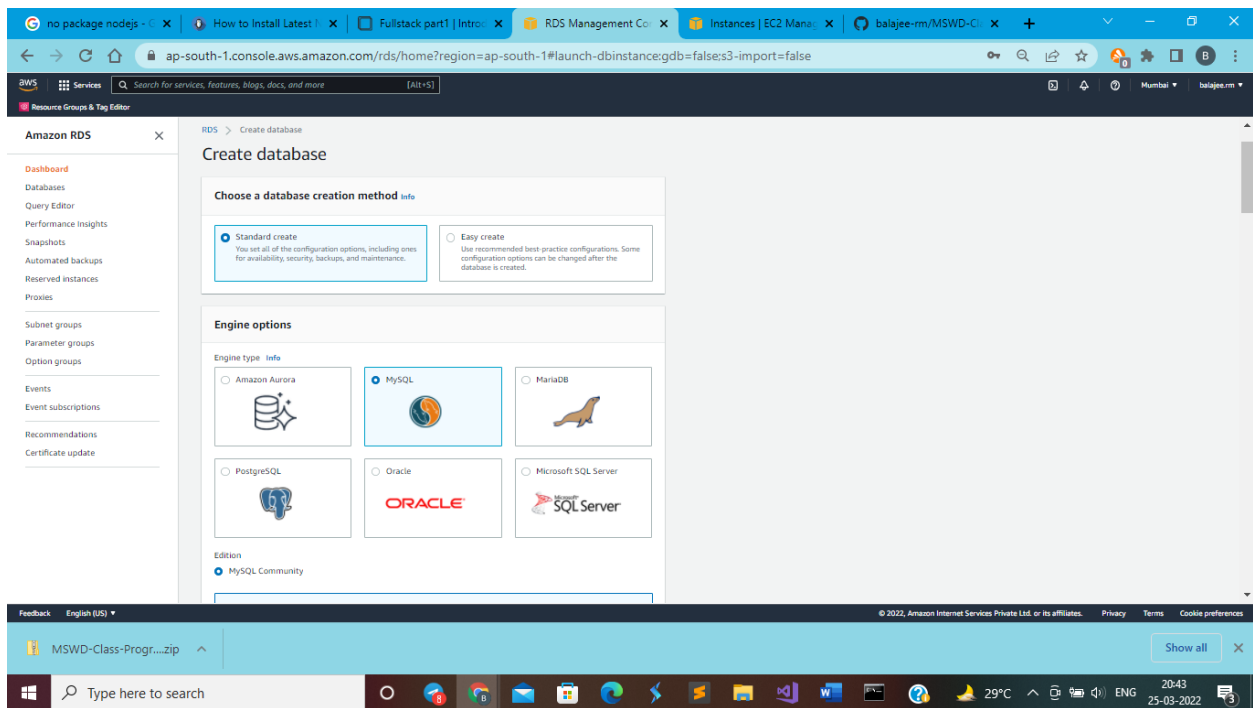 no package nodejs - G
How to Install Latest N
Fullstack part1 | Introd
RDS Management Con
Instances | EC2 Manag
balajee-rm/MSWD-Cl
ap-south-1.console.aws.amazon.com/rds/home?region=ap-south-1#launch-dbinstance:gdb=false;s3-import=false
0
B
aws
Services
Search for services, features, blogs, docs, and more
[Alt+S]
Mumbai ▼
balajee.rm ▼
Resource Groups & Tag Editor
Amazon RDS
Dashboard
Databases
Query Editor
Performance Insights
Snapshots
Automated backups
Reserved instances
Proxies
Subnet groups
Parameter groups
Option groups
Events
Event subscriptions
Recommendations
Certificate update
RDS > Create database
Create database
Choose a database creation method Info
Standard create
You set all of the configuration options, including ones
for availability, security, backups, and maintenance.
Easy create
Use recommended best-practice configurations. Some
configuration options can be changed after the
database is created.
Engine options
Engine type Info
Amazon Aurora
MySQL
MariaDB
PostgreSQL
Oracle
ORACLE
Microsoft SQL Server
Microsoft
SQL Server
Edition
MySQL Community
Feedback English (US) ▼
© 2022, Amazon Internet Services Private Ltd. or its affiliates. Privacy Terms Cookie preferences
MSWD-Class-Progr....zip
Show all
Type here to search
29°C
ENG
20:43
25-03-2022
3